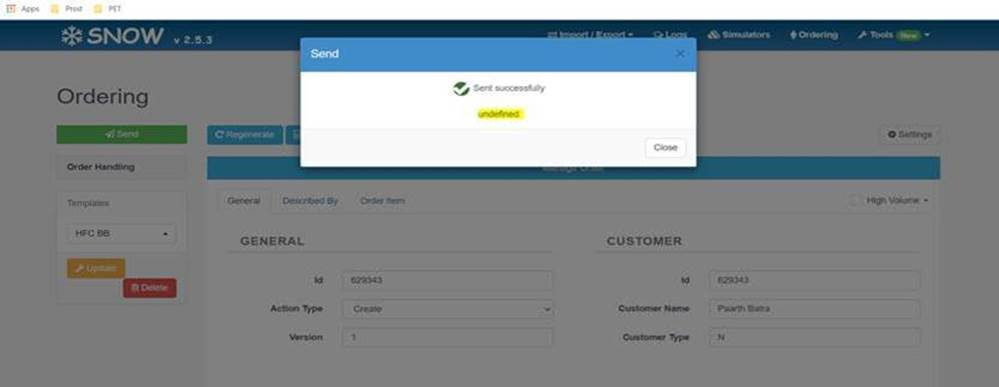 Apps Prod PET
SNOW v 2.5.3
Import / Export Logs Simulators Ordering Tools New
Send ×
Sent successfully
undefined
Close
Ordering
Send
Regenerate
Settings
Manage Order
Order Handling
Templates
HFC BB
Update
Delete
General Described By Order Item
High Volume
GENERAL
Id 629343
Action Type Create
Version 1
CUSTOMER
Id 629343
Customer Name Paarth Batra
Customer Type N